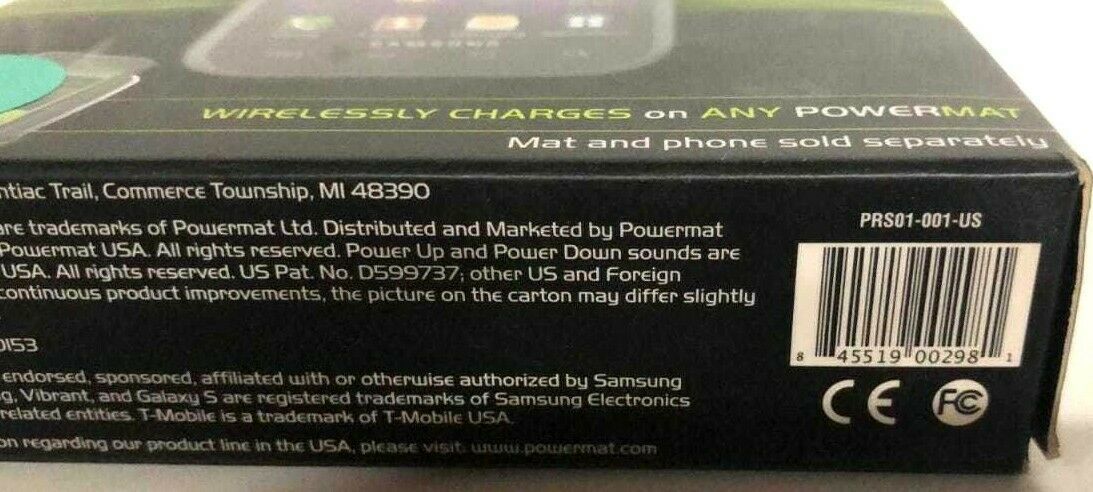 SAMSUNG
WIRELESSLY CHARGES on ANY POWERMAT
Mat and phone sold separately
ntiac Trail, Commerce Township, MI 48390
are trademarks of Powermat Ltd. Distributed and Marketed by Powermat
Powermat USA. All rights reserved. Power Up and Power Down sounds are
USA. All rights reserved. US Pat. No. D599737; other US and Foreign
continuous product improvements, the picture on the carton may differ slightly
0153
endorsed, sponsored, affiliated with or otherwise authorized by Samsung
g, Vibrant, and Galaxy S are registered trademarks of Samsung Electronics
related entities. T-Mobile is a trademark of T-Mobile USA.
on regarding our product line in the USA, please visit: www.powermat.com
PRS01-001-US
8 45519 00298 1
CE FC